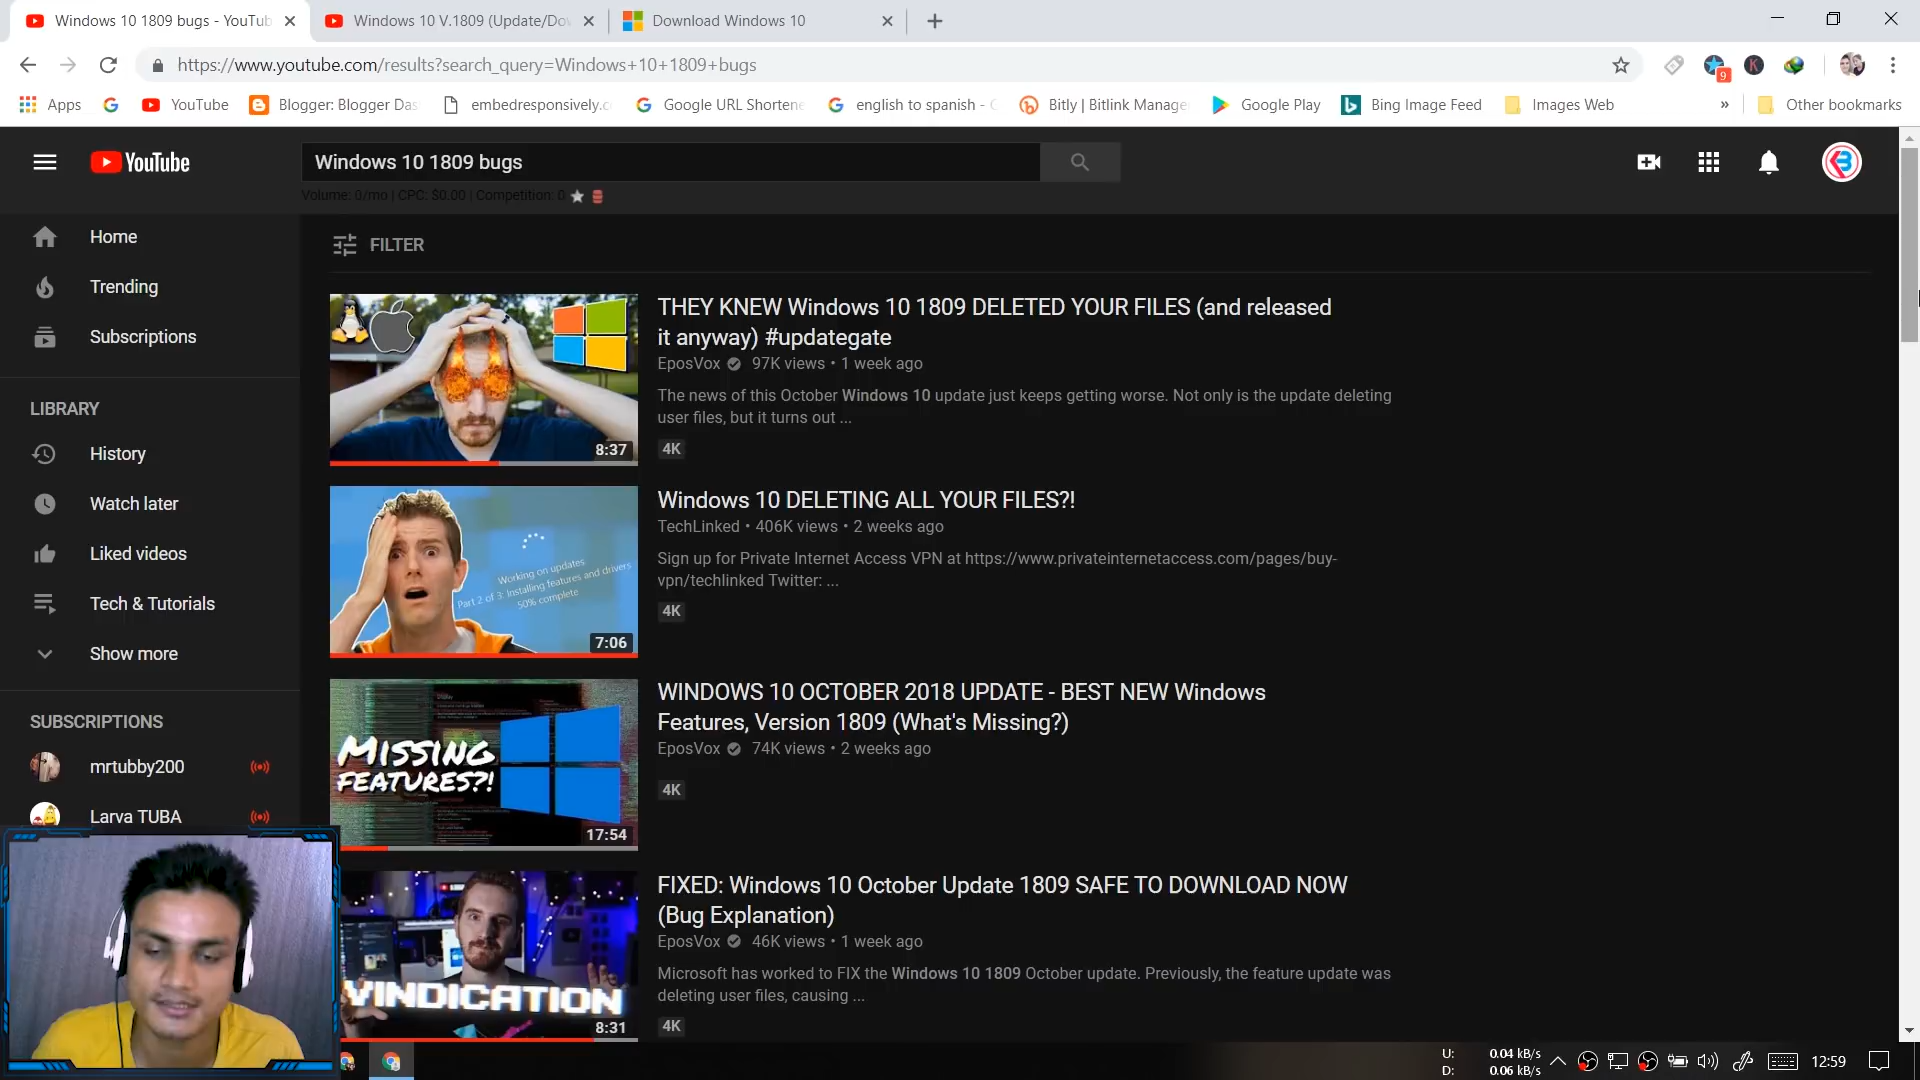 Windows 10 1809 bugs - YouTub
Windows 10 V.1809 (Update/Do
Download Windows 10
https://www.youtube.com/results?search_query=Windows+10+1809+bugs
9
K
Apps
YouTube
Blogger: Blogger Das
embedresponsively.c
Google URL Shortene
english to spanish - G
Bitly | Bitlink Manage
Google Play
Bing Image Feed
Images Web
»
Other bookmarks
YouTube
Windows 10 1809 bugs
Volume: 0/mo | CPC: $0.00 | Competition: 0
Home
Trending
Subscriptions
LIBRARY
History
Watch later
Liked videos
Tech & Tutorials
Show more
SUBSCRIPTIONS
mrtubby200
Larva TUBA
FILTER
8:37
THEY KNEW Windows 10 1809 DELETED YOUR FILES (and released
it anyway) #updategate
EposVox 97K views • 1 week ago
The news of this October Windows 10 update just keeps getting worse. Not only is the update deleting
user files, but it turns out ...
4K
Working on updates
Part 2 of 3: Installing features and drivers
50% complete
7:06
Windows 10 DELETING ALL YOUR FILES?!
TechLinked • 406K views • 2 weeks ago
Sign up for Private Internet Access VPN at https://www.privateinternetaccess.com/pages/buy-
vpn/techlinked Twitter: ...
4K
MISSING
FEATURES?!
17:54
WINDOWS 10 OCTOBER 2018 UPDATE - BEST NEW Windows
Features, Version 1809 (What's Missing?)
EposVox 74K views • 2 weeks ago
4K
VINDICATION
8:31
FIXED: Windows 10 October Update 1809 SAFE TO DOWNLOAD NOW
(Bug Explanation)
EposVox 46K views • 1 week ago
Microsoft has worked to FIX the Windows 10 1809 October update. Previously, the feature update was
deleting user files, causing ...
4K
U: 0.04 kB/s
D: 0.06 kB/s
12:59